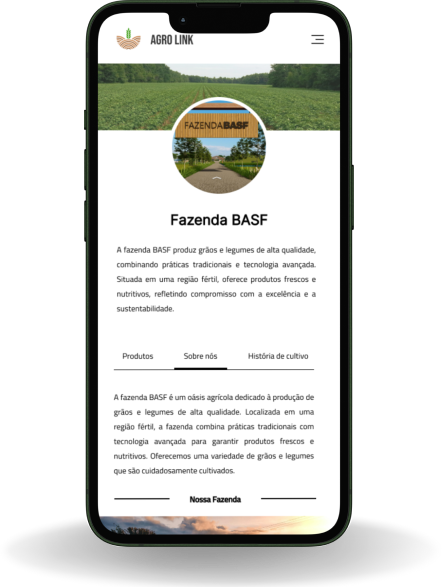 AGRO LINK
FAZENDABASF
Fazenda BASF
A fazenda BASF produz grãos e legumes de alta qualidade,
combinando práticas tradicionais e tecnologia avançada.
Situada em uma região fértil, oferece produtos frescos e
nutritivos, refletindo compromisso com a excelência e a
sustentabilidade.
Produtos Sobre nós História de cultivo
A fazenda BASF é um oásis agrícola dedicado à produção de
grãos e legumes de alta qualidade. Localizada em uma
região fértil, a fazenda combina práticas tradicionais com
tecnologia avançada para garantir produtos frescos e
nutritivos. Oferecemos uma variedade de grãos e legumes
que são cuidadosamente cultivados.
Nossa Fazenda